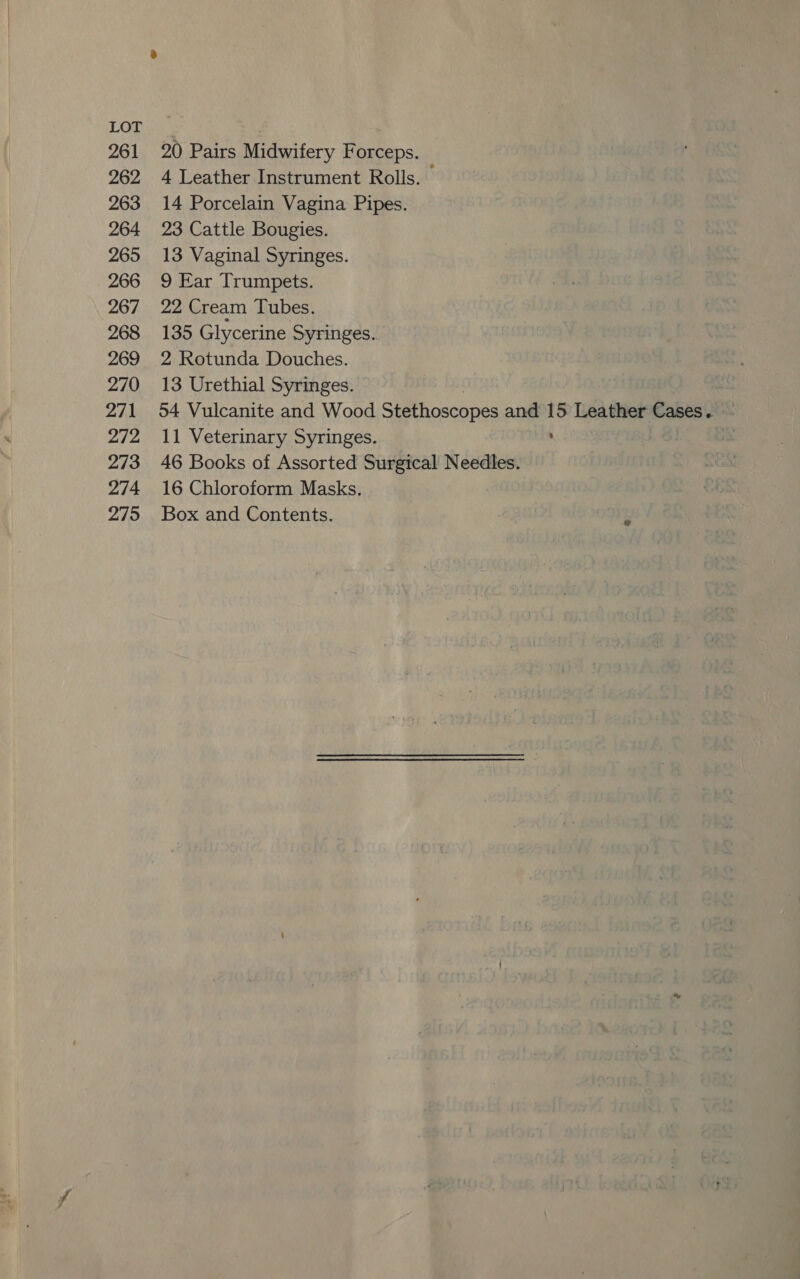 LOT
261 20 Pairs Midwifery Forceps.
262 4 Leather Instrument Rolls.
263 14 Porcelain Vagina Pipes.
264 23 Cattle Bougies.
265 13 Vaginal Syringes.
266 9 Ear Trumpets.
267 22 Cream Tubes.
268 135 Glycerine Syringes.
269 2 Rotunda Douches.
270 13 Urethial Syringes.
271 54 Vulcanite and Wood Stethoscopes and 15 Leather Cases.
272 11 Veterinary Syringes.
273 46 Books of Assorted Surgical Needles.
274 16 Chloroform Masks.
275 Box and Contents.